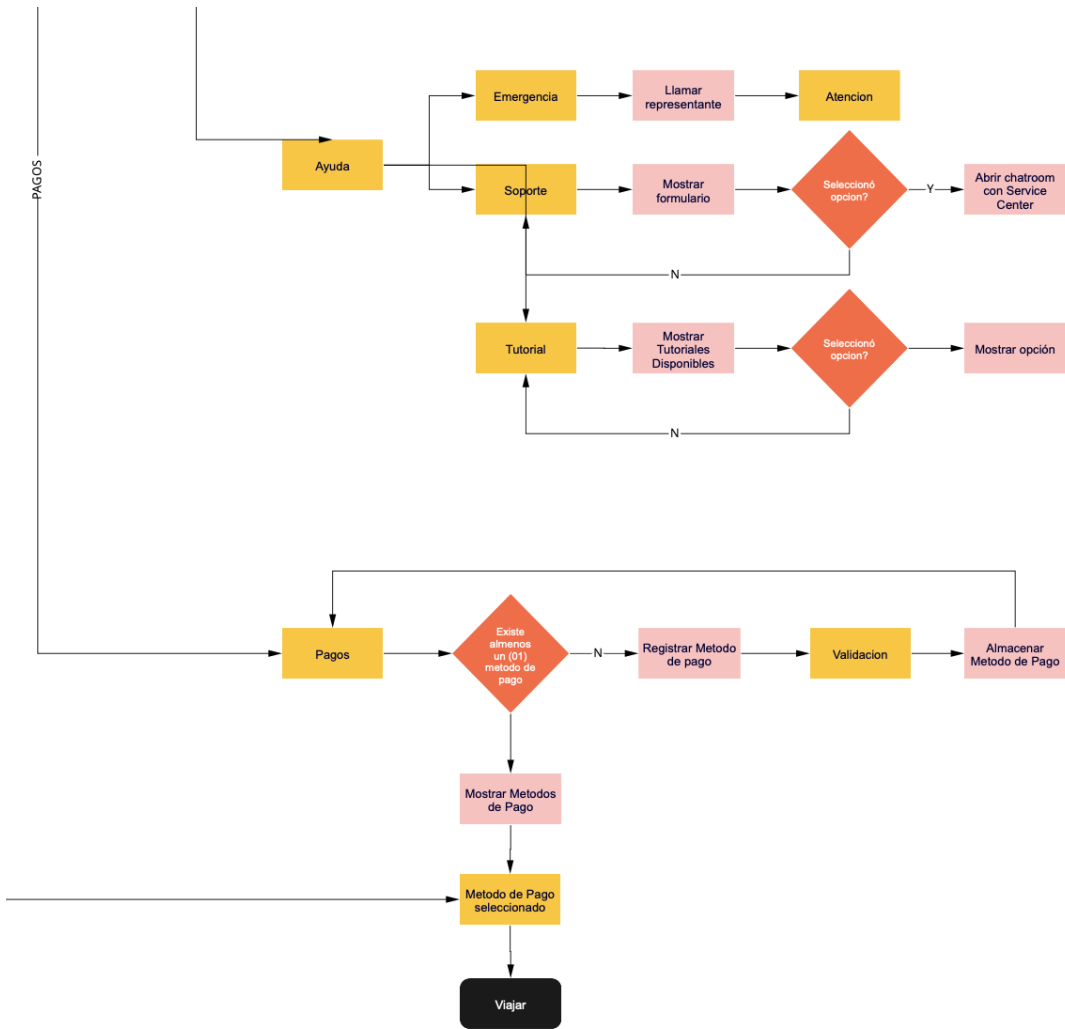 Emergencia
Llamar
representante
Atencion
PAGOS
Ayuda
Soporte
Mostrar
formulario
Seleccionó
opcion?
Y
Abrir chatroom
con Service
Center
N
Tutorial
Mostrar
Tutoriales
Disponibles
Seleccionó
opcion?
Mostrar opción
N
Pagos
Existe
almenos
un (01)
metodo de
pago
N
Registrar Metodo
de pago
Validacion
Almacenar
Metodo de Pago
Mostrar Metodos
de Pago
Metodo de Pago
seleccionado
Viajar